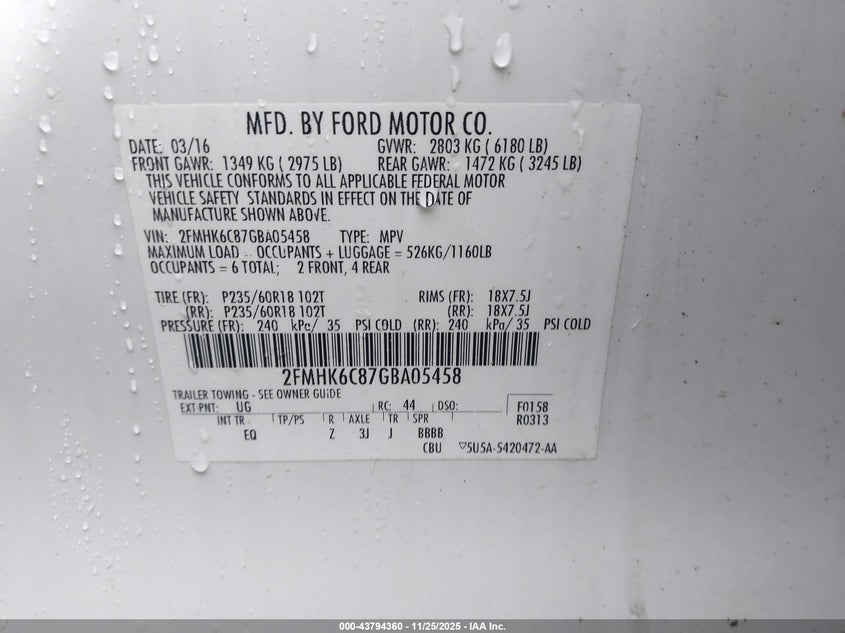 MFD. BY FORD MOTOR CO.
DATE: 03/16 GVWR: 2803 KG ( 6180 LB)
FRONT GAWR: 1349 KG ( 2975 LB) REAR GAWR: 1472 KG ( 3245 LB)
THIS VEHICLE CONFORMS TO ALL APPLICABLE FEDERAL MOTOR
VEHICLE SAFETY STANDARDS IN EFFECT ON THE DATE OF
MANUFACTURE SHOWN ABOVE.
VIN: 2FMHK6C87GBA05458 TYPE: MPV
MAXIMUM LOAD - OCCUPANTS + LUGGAGE = 526KG/1160LB
OCCUPANTS = 6 TOTAL; 2 FRONT, 4 REAR
TIRE (FR): P235/60R18 102T RIMS (FR): 18X7.5J
(RR): P235/60R18 102T (RR): 18X7.5J
PRESSURE (FR): 240 kPa/ 35 PSI COLD (RR): 240 kPa/ 35 PSI COLD
2FMHK6C87GBA05458
TRAILER TOWING - SEE OWNER GUIDE
EXT PNT: UG RC: 44 DSO: F0158
INT TR TP/PS R AXLE TR SPR R0313
EQ Z 3J J BBBB
CBU 5U5A-5420472-AA
000-43794360 - 11/25/2025 - IAA Inc.